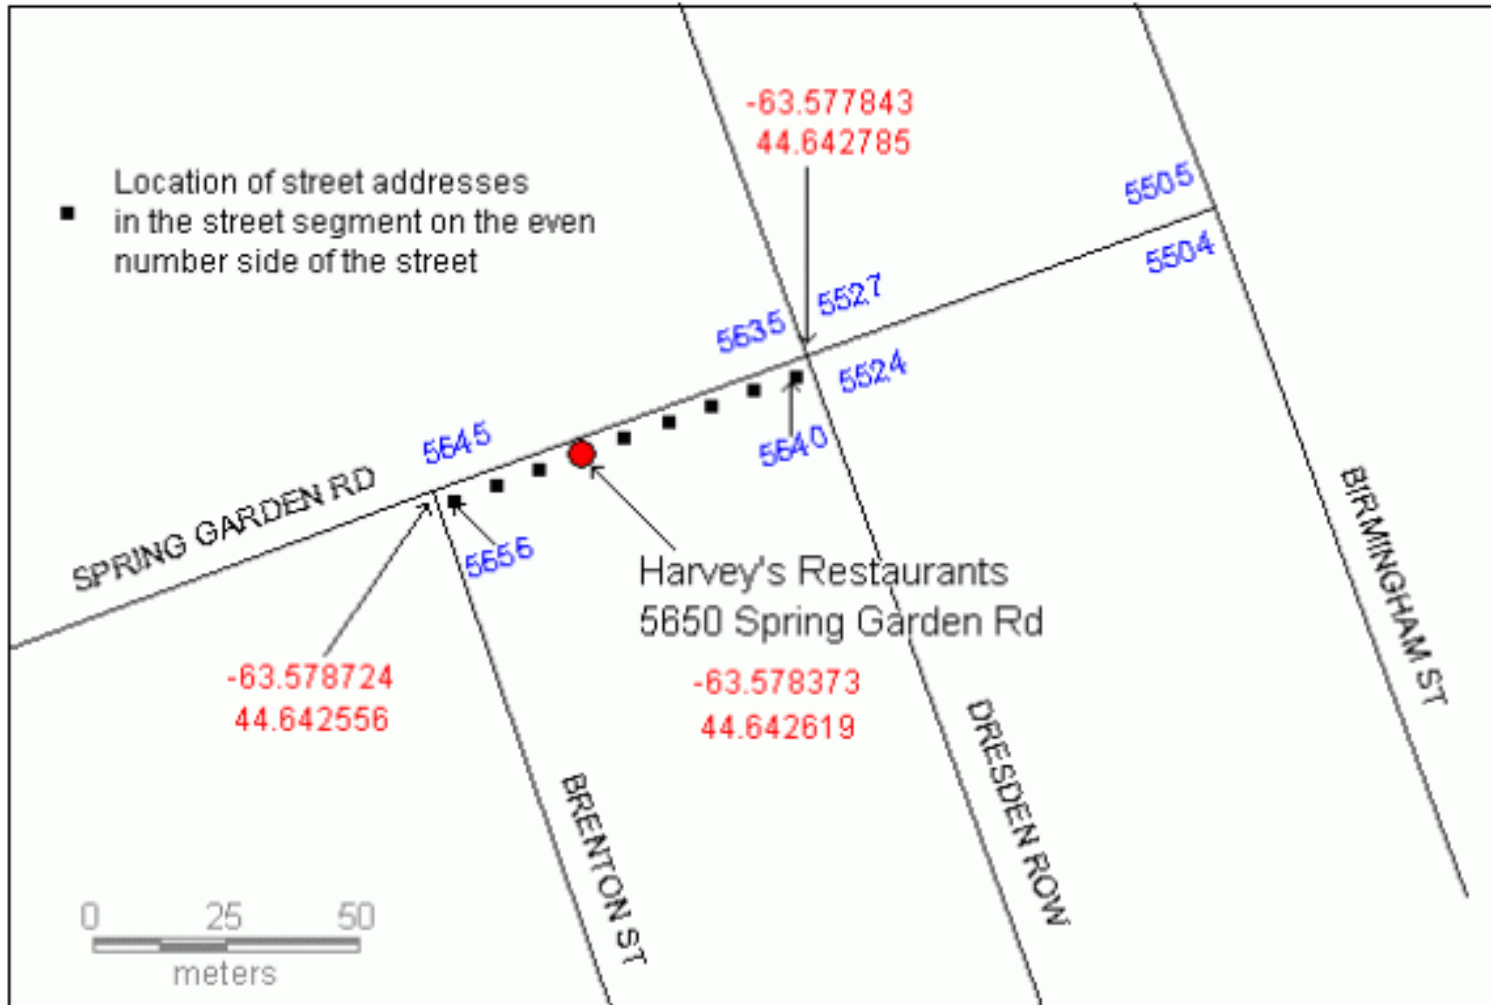 -63.577843
44.642785
Location of street addresses
in the street segment on the even
number side of the street
5505
5504
5527
5635
5524
5645
5640
SPRING GARDEN RD
5656
Harvey's Restaurants
5650 Spring Garden Rd
BIRMINGHAM ST
-63.578724
44.642556
-63.578373
44.642619
DRESDEN ROW
BRENTON ST
0 25 50
meters